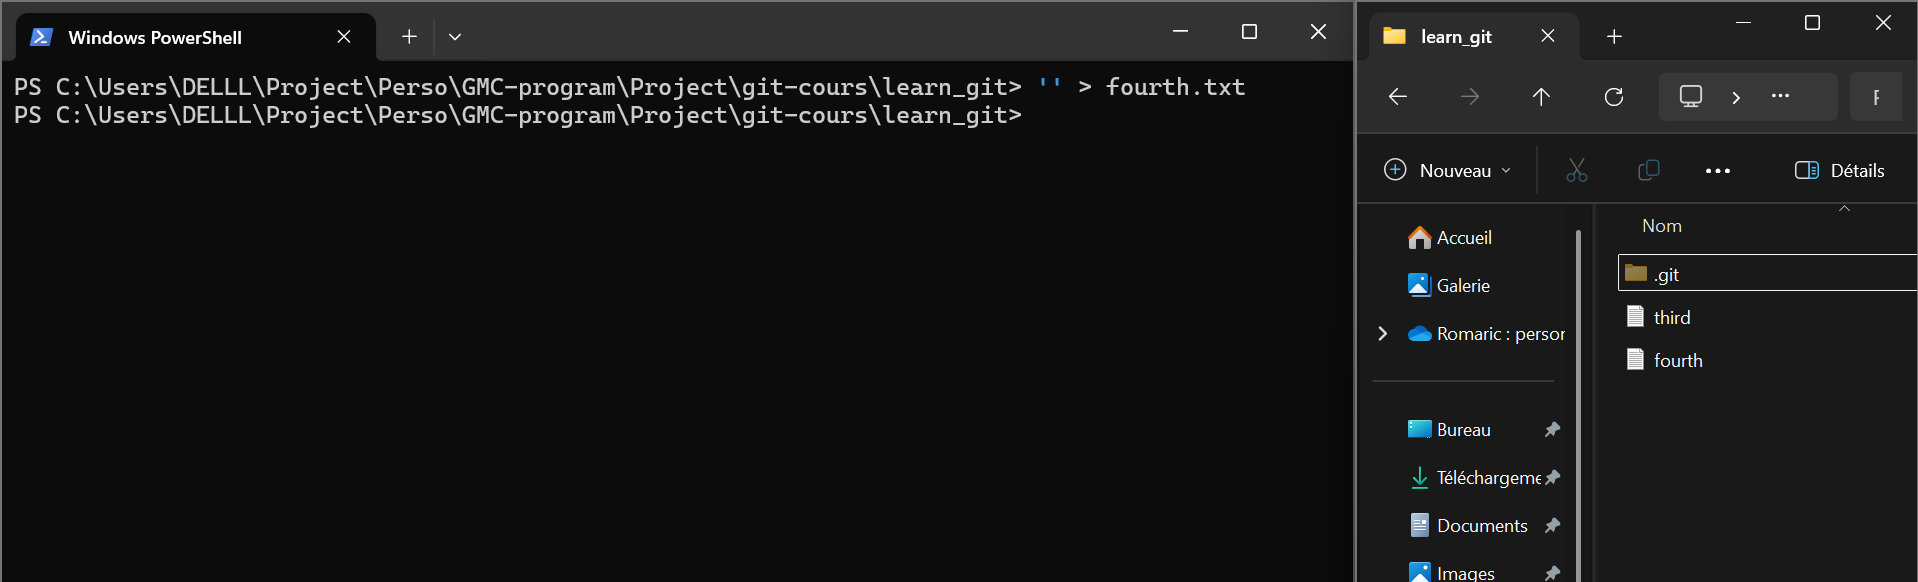 Windows PowerShell
PS C:\Users\DELLL\Project\Perso\GMC-program\Project\git-cours\learn_git> '' > fourth.txt
PS C:\Users\DELLL\Project\Perso\GMC-program\Project\git-cours\learn_git>
learn_git
Nouveau
Détails
Accueil
Galerie
Romaric : persor
Bureau
Téléchargeme
Documents
Images
Nom
.git
third
fourth